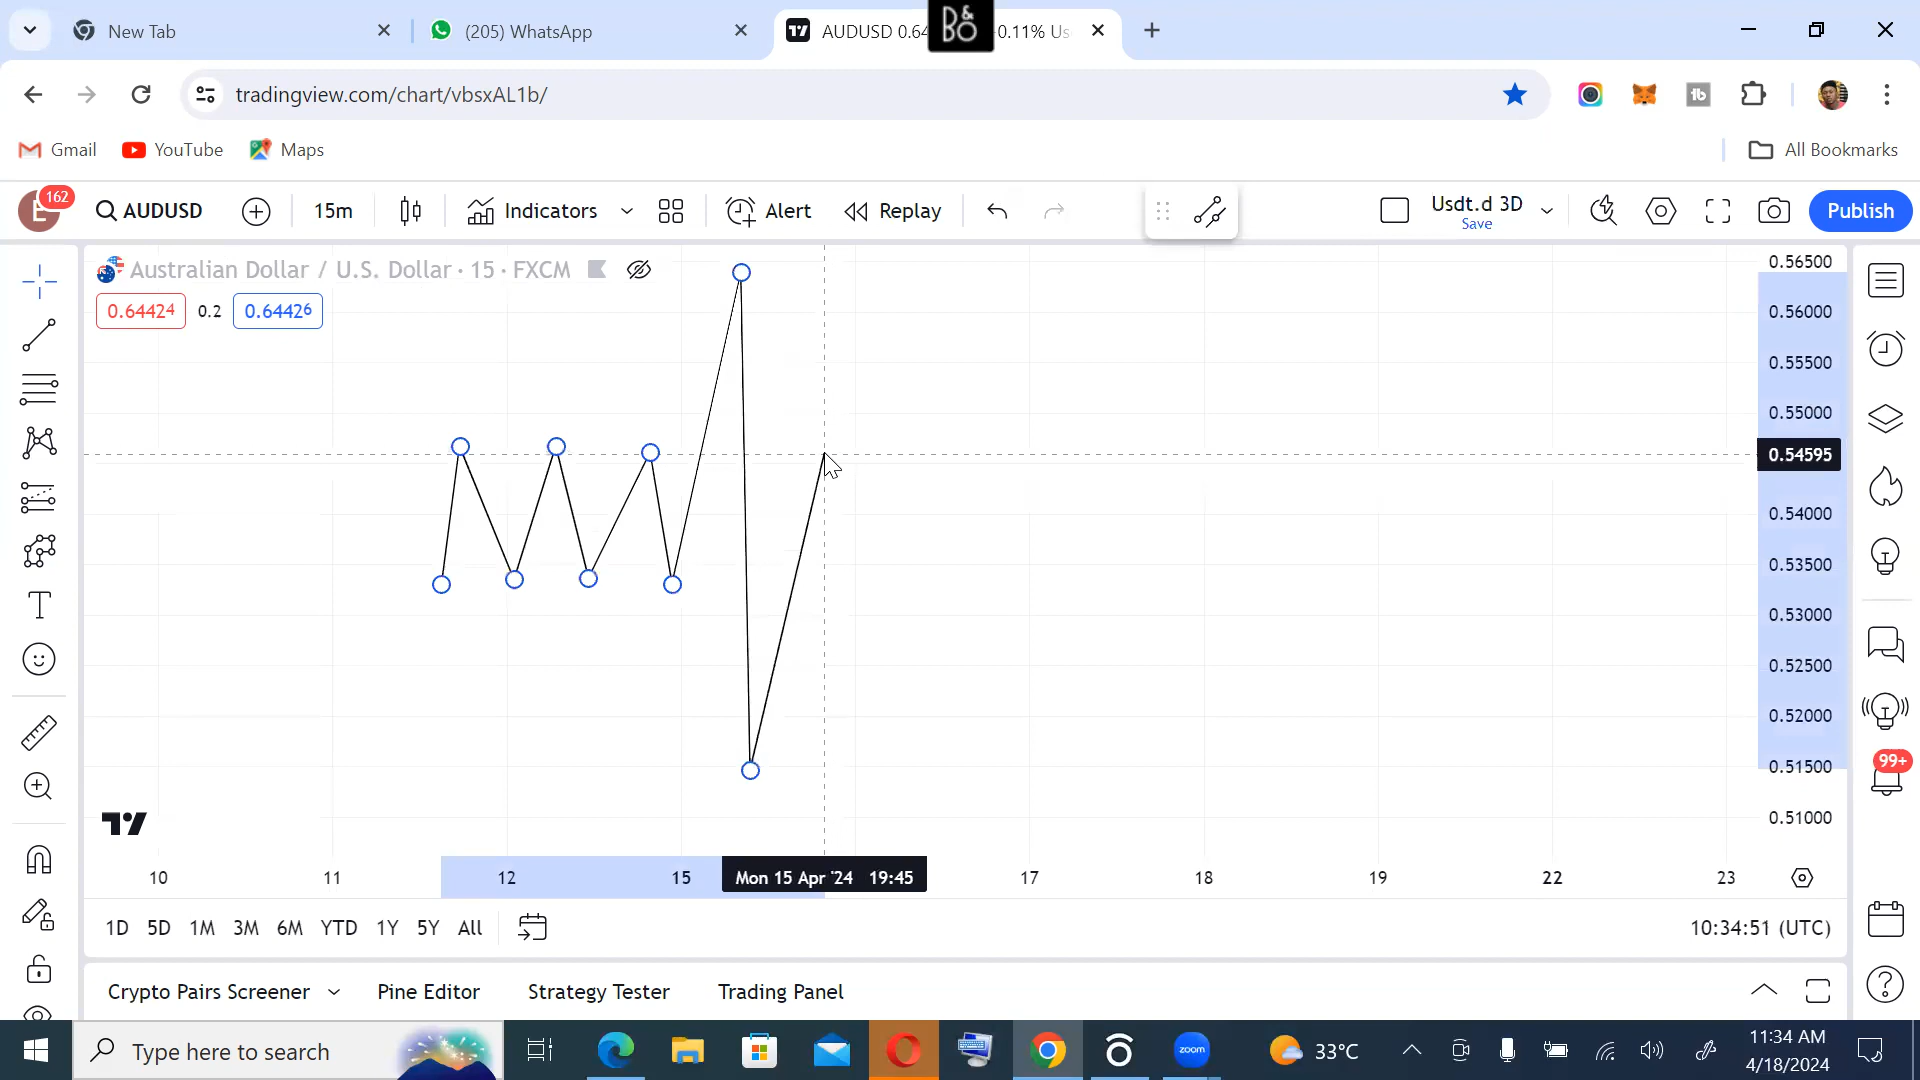 New Tab
(205) WhatsApp
AUDUSD 0.64
B&O
-0.11% Us
tradingview.com/chart/vbsxAL1b/
Gmail
YouTube
Maps
All Bookmarks
E
162
AUDUSD
15m
Indicators
Alert
Replay
Usdt.d 3D
Save
Publish
Australian Dollar / U.S. Dollar · 15 · FXCM
0.64424
0.2
0.64426
0.56500
0.56000
0.55500
0.55000
0.54595
0.54000
0.53500
0.53000
0.52500
0.52000
0.51500
0.51000
99+
10
11
12
15
Mon 15 Apr '24 19:45
17
18
19
22
23
1D 5D 1M 3M 6M YTD 1Y 5Y All
10:34:51 (UTC)
Crypto Pairs Screener
Pine Editor
Strategy Tester
Trading Panel
Type here to search
zoom
33°C
11:34 AM
4/18/2024